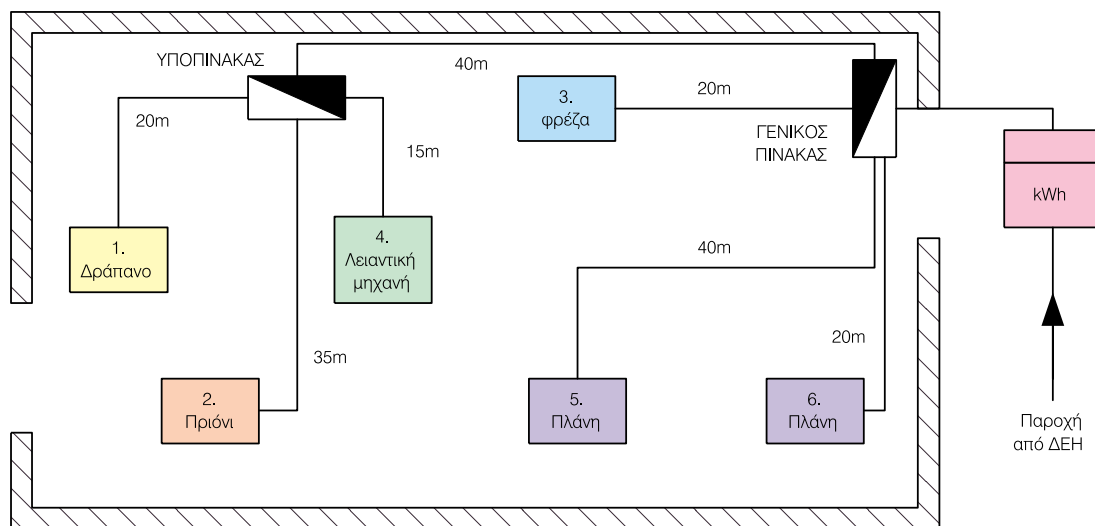 ΥΠΟΠΙΝΑΚΑΣ
40m
20m
3.
φρέζα
20m
ΓΕΝΙΚΟΣ
ΠΙΝΑΚΑΣ
15m
kWh
1.
Δράπανο
4.
Λειαντική
μηχανή
40m
35m
20m
2.
Πριόνι
5.
Πλάνη
6.
Πλάνη
Παροχή
από ΔΕΗ